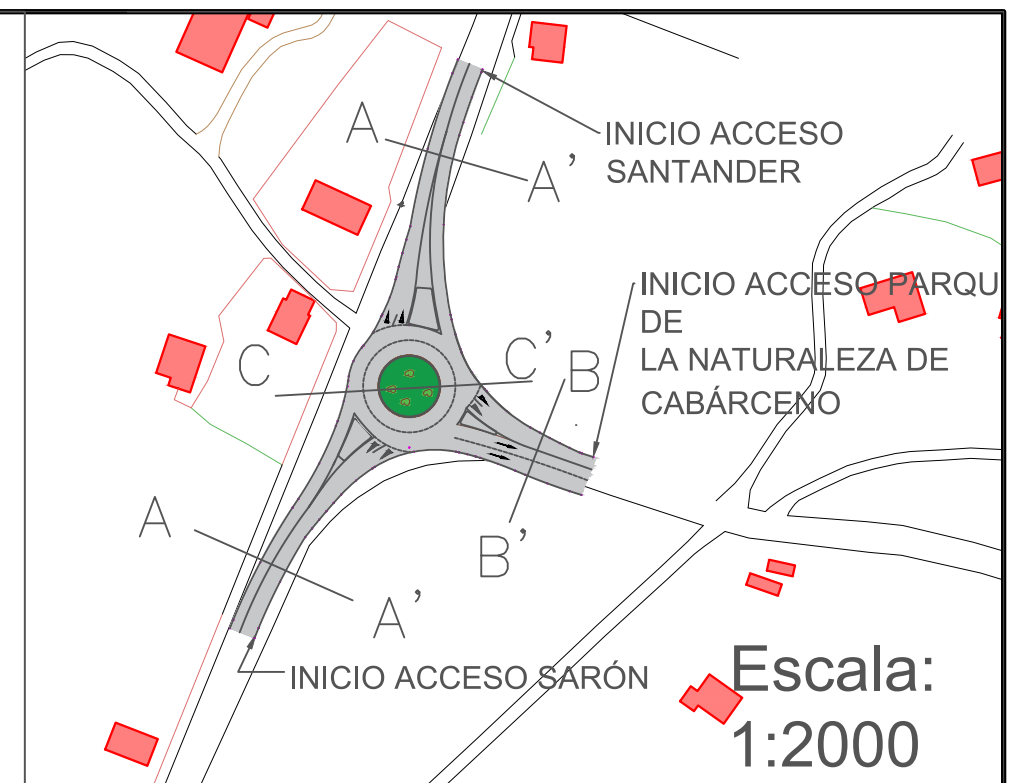 INICIO ACCESO
SANTANDER
A
A'
INICIO ACCESO PARQU
DE
LA NATURALEZA DE
CABÁRCENO
C
C'
B
A
B'
A'
INICIO ACCESO SARÓN
Escala:
1:2000